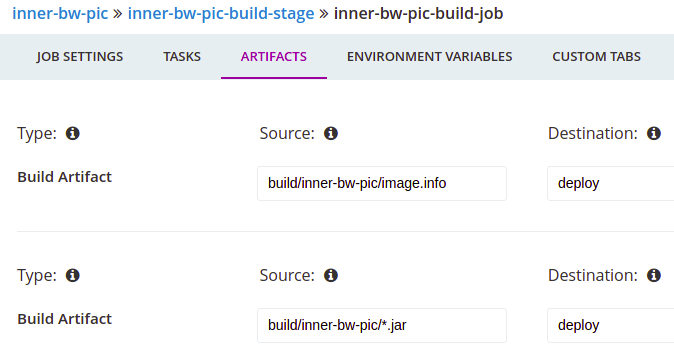 inner-bw-pic » inner-bw-pic-build-stage » inner-bw-pic-build-job
JOB SETTINGS TASKS ARTIFACTS ENVIRONMENT VARIABLES CUSTOM TABS
Type: Source: Destination:
Build Artifact build/inner-bw-pic/image.info deploy
Type: Source: Destination:
Build Artifact build/inner-bw-pic/*.jar deploy